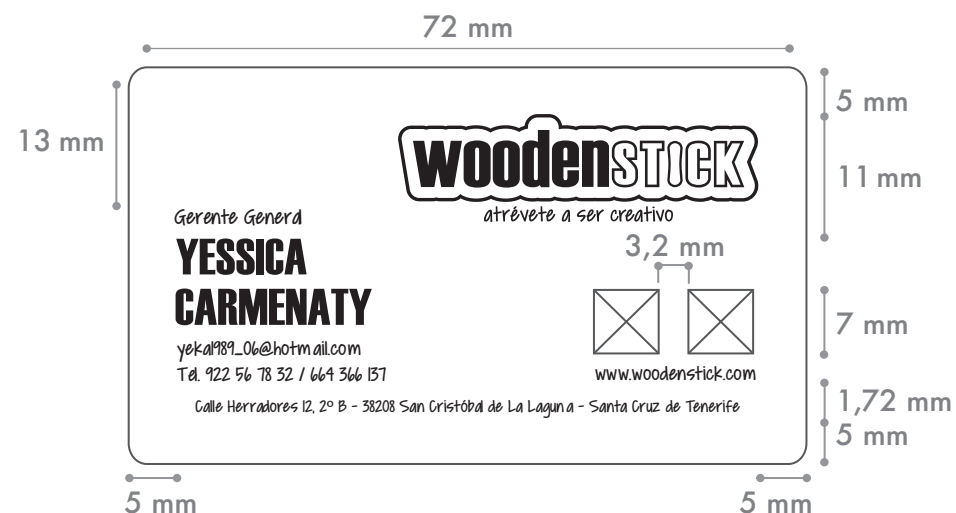 72 mm
5 mm
13 mm
11 mm
woodenSTICK
atrévete a ser creativo
Gerente General
3,2 mm
YESSICA
CARMENATY
7 mm
yeka1989_06@hotmail.com
Tel. 922 56 78 32 / 664 366 137
www.woodenstick.com
1,72 mm
Calle Herradores 12, 2º B - 38208 San Cristóbal de La Laguna - Santa Cruz de Tenerife
5 mm
5 mm
5 mm